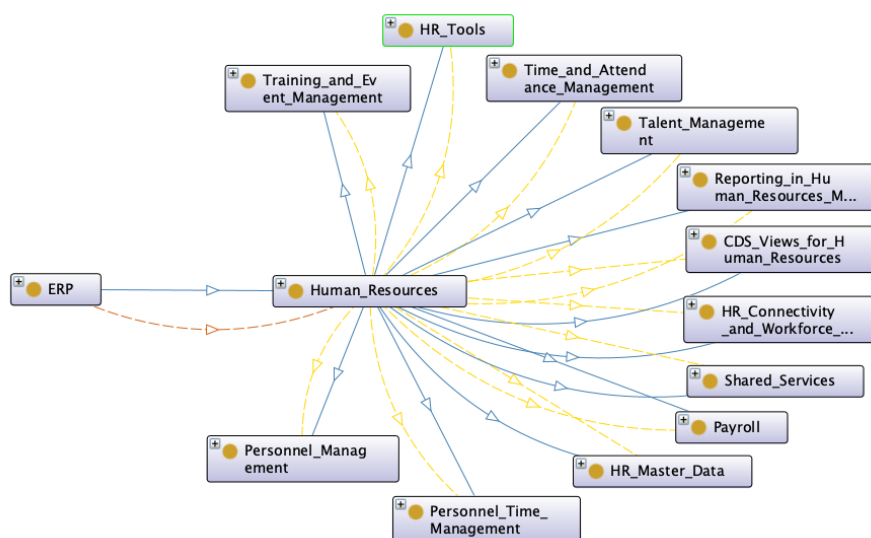 HR_Tools
Training_and_Ev
ent_Management
Time_and_Attend
ance_Management
Talent_Manageme
nt
Reporting_in_Hu
man_Resources_M...
CDS_Views_for_H
uman_Resources
ERP
Human_Resources
HR_Connectivity
_and_Workforce_...
Shared_Services
Payroll
Personnel_Manag
ement
HR_Master_Data
Personnel_Time_
Management